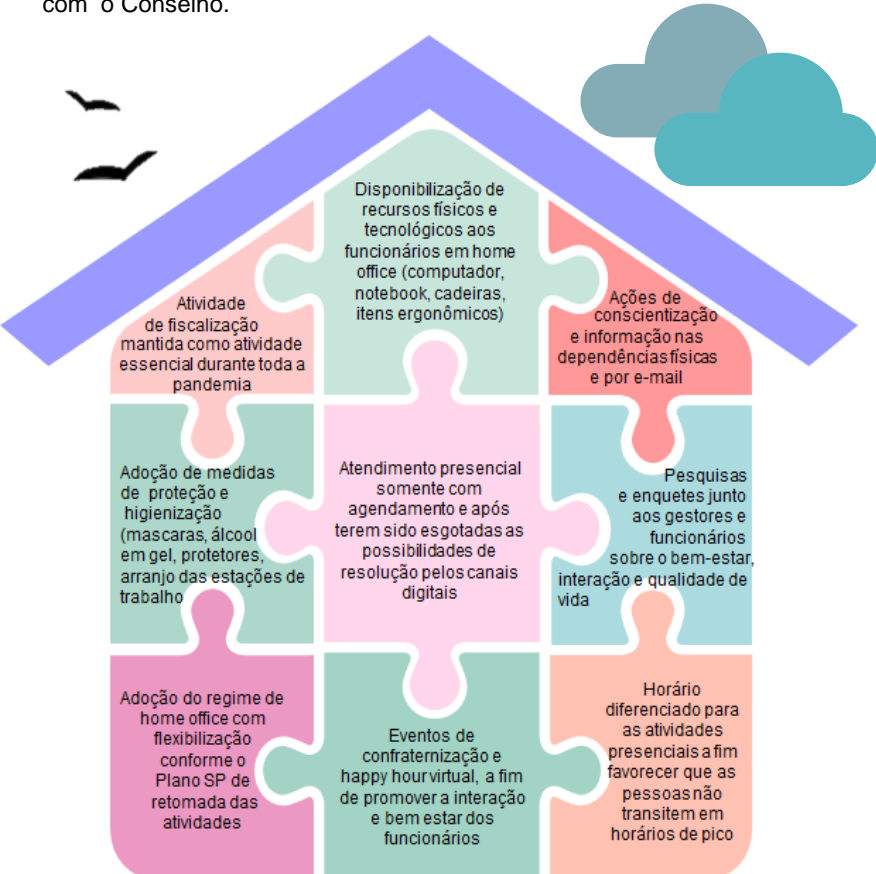 com o Conselho.
Disponibilização de
recursos físicos e
tecnológicos aos
funcionários em home
office (computador,
notebook, cadeiras,
itens ergonômicos)
Atividade
de fiscalização
mantida como atividade
essencial durante toda a
pandemia
Ações de
conscientização
e informação nas
dependências físicas
e por e-mail
Adoção de medidas
de proteção e
higienização
(mascaras, álcool
em gel, protetores,
arranjo das estações de
trabalho
Atendimento presencial
somente com
agendamento e após
terem sido esgotadas as
possibilidades de
resolução pelos canais
digitais
Pesquisas
e enquetes junto
aos gestores e
funcionários
sobre o bem-estar,
interação e qualidade de
vida
Adoção do regime de
home office com
flexibilização
conforme o
Plano SP de
retomada das
atividades
Eventos de
confraternização e
happy hour virtual, a fim
de promover a interação
e bem estar dos
funcionários
Horário
diferenciado para
as atividades
presenciais a fim
favorecer que as
pessoas não
transitem em
horários de pico